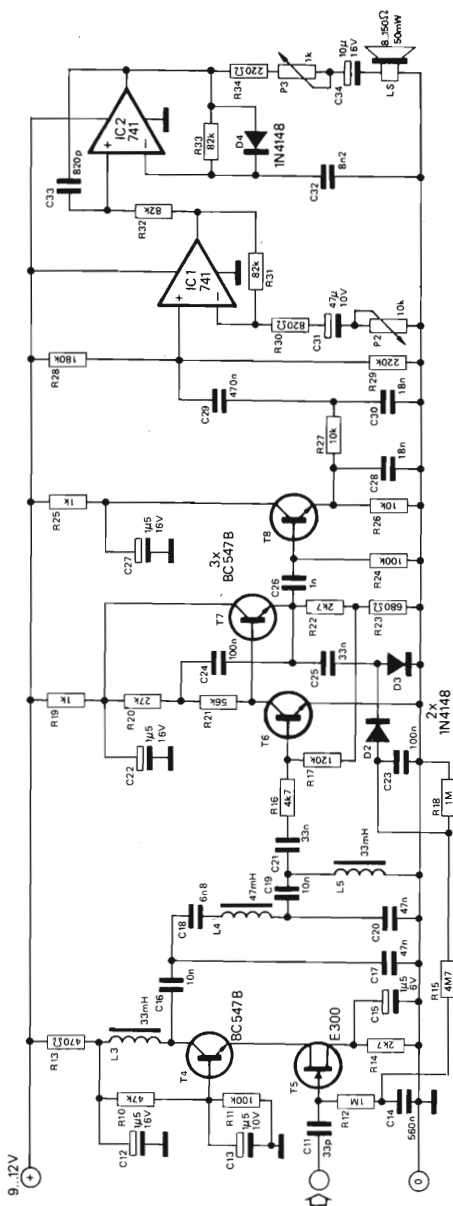 9...12V
+
C12
1µ5
16V
R10
47k
R13
470Ω
L3
33mH
C13
1µ5
10V
R11
100k
T4
BC547B
C16
10n
C11
33p
R12
1M
T5
E300
C14
560n
R14
2k7
C15
1µ5
6V
0
C18
6n8
L4
47mH
C17
47n
C20
47n
C19
10n
L5
33mH
C21
33n
R16
4k7
R15
4M7
R18
1M
C22
1µ5
16V
R19
1k
R20
27k
R21
56k
C24
100n
T6
T7
3x
BC547B
R17
120k
C25
33n
R22
2k7
R23
680Ω
D2
D3
2x
1N4148
C23
100n
C27
1µ5
16V
R25
1k
C26
1n
T8
R24
100k
R26
10k
R27
10k
C28
18n
C30
18n
C29
470n
R28
180k
R29
220k
+
−
IC1
741
R30
820Ω
R31
82k
C31
47µ
10V
P2
10k
R32
82k
C33
820p
+
−
IC2
741
R33
82k
D4
1N4148
C32
8n2
R34
220Ω
P3
1k
C34
10µ
16V
LS
8...150Ω
50mW